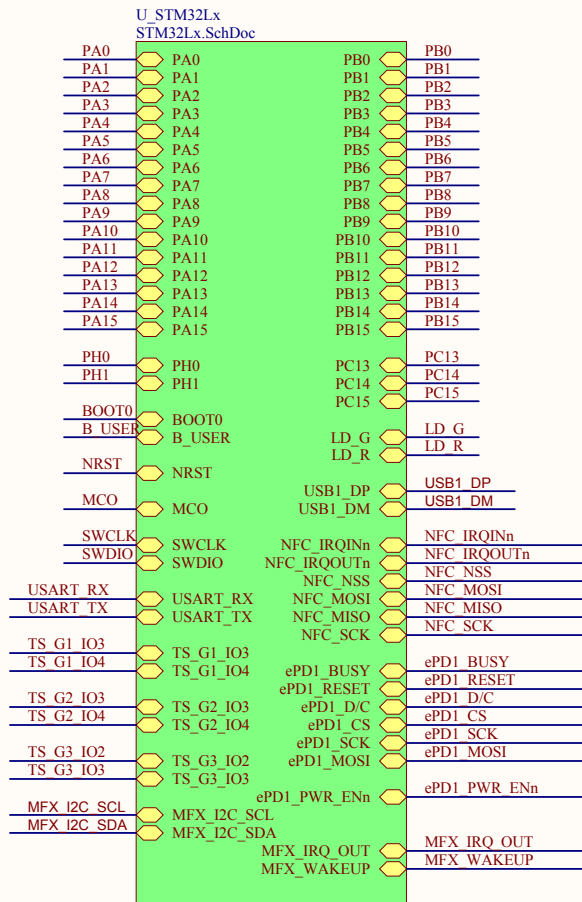 U_STM32Lx
STM32Lx.SchDoc
PA0 PA0 PB0 PB0
PA1 PA1 PB1 PB1
PA2 PA2 PB2 PB2
PA3 PA3 PB3 PB3
PA4 PA4 PB4 PB4
PA5 PA5 PB5 PB5
PA6 PA6 PB6 PB6
PA7 PA7 PB7 PB7
PA8 PA8 PB8 PB8
PA9 PA9 PB9 PB9
PA10 PA10 PB10 PB10
PA11 PA11 PB11 PB11
PA12 PA12 PB12 PB12
PA13 PA13 PB13 PB13
PA14 PA14 PB14 PB14
PA15 PA15 PB15 PB15
PH0 PH0 PC13 PC13
PH1 PH1 PC14 PC14
PC15 PC15
BOOT0 BOOT0
B_USER B_USER LD_G LD_G
LD_R LD_R
NRST NRST
USB1_DP USB1_DP
MCO MCO USB1_DM USB1_DM
SWCLK SWCLK NFC_IRQINn NFC_IRQINn
SWDIO SWDIO NFC_IRQOUTn NFC_IRQOUTn
NFC_NSS NFC_NSS
USART_RX USART_RX NFC_MOSI NFC_MOSI
USART_TX USART_TX NFC_MISO NFC_MISO
NFC_SCK NFC_SCK
TS_G1_IO3 TS_G1_IO3
TS_G1_IO4 TS_G1_IO4 ePD1_BUSY ePD1_BUSY
ePD1_RESET ePD1_RESET
TS_G2_IO3 TS_G2_IO3 ePD1_D/C ePD1_D/C
TS_G2_IO4 TS_G2_IO4 ePD1_CS ePD1_CS
ePD1_SCK ePD1_SCK
TS_G3_IO2 TS_G3_IO2 ePD1_MOSI ePD1_MOSI
TS_G3_IO3 TS_G3_IO3
ePD1_PWR_ENn ePD1_PWR_ENn
MFX_I2C_SCL MFX_I2C_SCL
MFX_I2C_SDA MFX_I2C_SDA
MFX_IRQ_OUT MFX_IRQ_OUT
MFX_WAKEUP MFX_WAKEUP